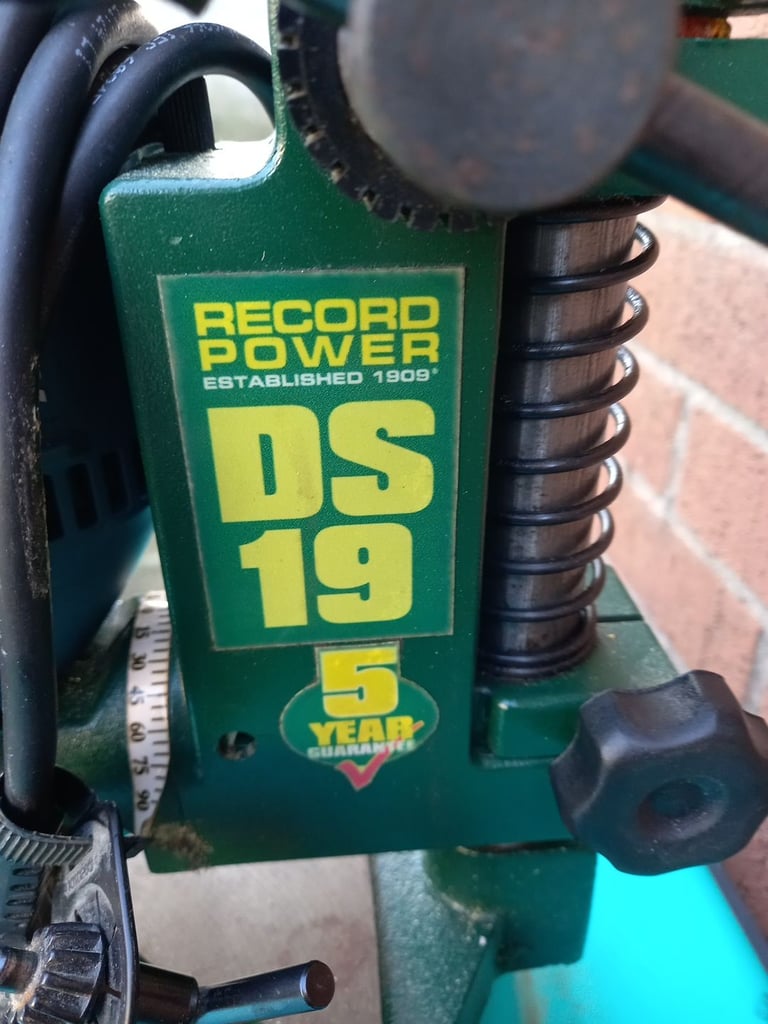 RECORD
POWER
ESTABLISHED 1909®
DS
19
5
YEAR
GUARANTEE
15 30 45 60 75 90